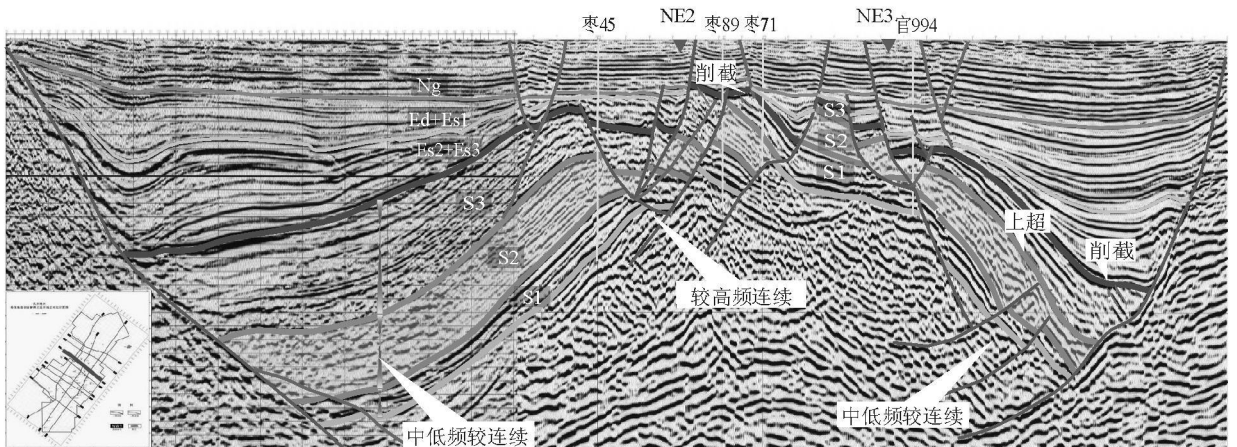 枣45
NE2
枣89
枣71
NE3
官994
削截
Ng
Ed+Es1
Es2+Es3
S3
S2
S1
S3
S2
S1
上超
削截
较高频连续
中低频较连续
中低频较连续